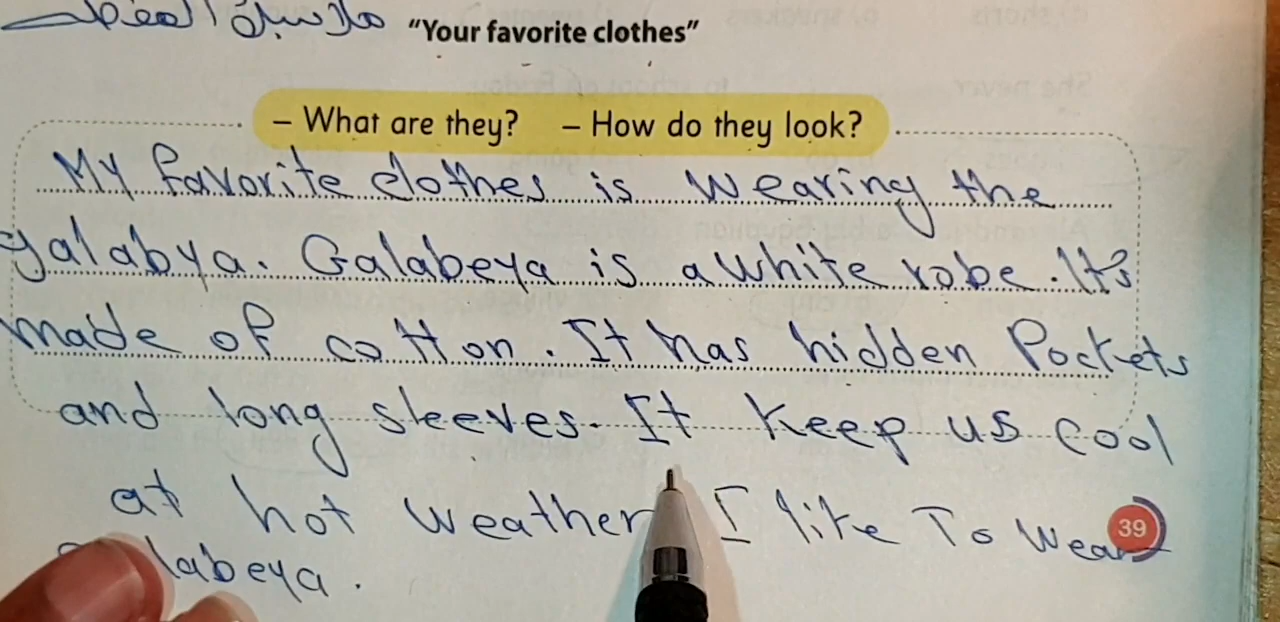 ملابسك المفضلة "Your favorite clothes"
– What are they? – How do they look?
My favorite clothes is wearing the
galabya. Galabeya is a white robe. It's
made of cotton. It has hidden Pockets
and long sleeves. It keep us cool
at hot weather I like To wear
labeya.
39